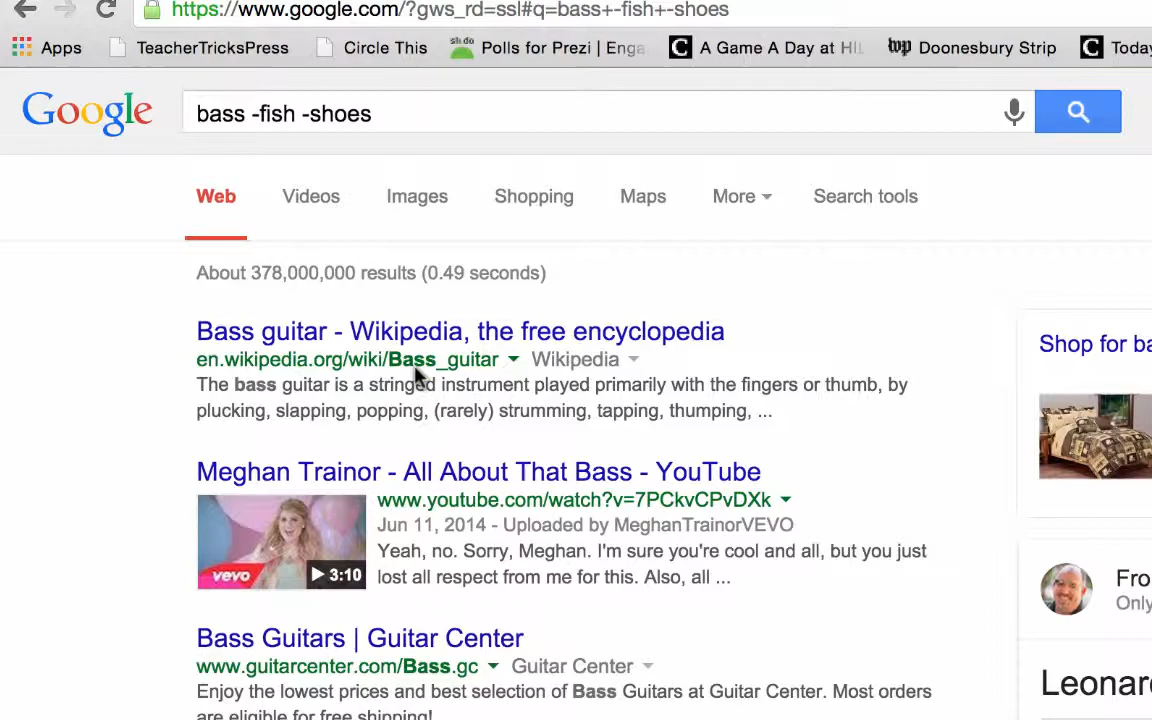 https://www.google.com/?gws_rd=ssl#q=bass+-fish+-shoes
Apps TeacherTricksPress Circle This Polls for Prezi | Enga A Game A Day at HI Doonesbury Strip Today
Google bass -fish -shoes
Web Videos Images Shopping Maps More Search tools
About 378,000,000 results (0.49 seconds)
Bass guitar - Wikipedia, the free encyclopedia
en.wikipedia.org/wiki/Bass_guitar Wikipedia
The bass guitar is a stringed instrument played primarily with the fingers or thumb, by
plucking, slapping, popping, (rarely) strumming, tapping, thumping, ...
Meghan Trainor - All About That Bass - YouTube
www.youtube.com/watch?v=7PCkvCPvDXk
Jun 11, 2014 - Uploaded by MeghanTrainorVEVO
Yeah, no. Sorry, Meghan. I'm sure you're cool and all, but you just
lost all respect from me for this. Also, all ...
vevo 3:10
Bass Guitars | Guitar Center
www.guitarcenter.com/Bass.gc Guitar Center
Enjoy the lowest prices and best selection of Bass Guitars at Guitar Center. Most orders
are eligible for free shipping!
Shop for ba
Fro
Only
Leonar